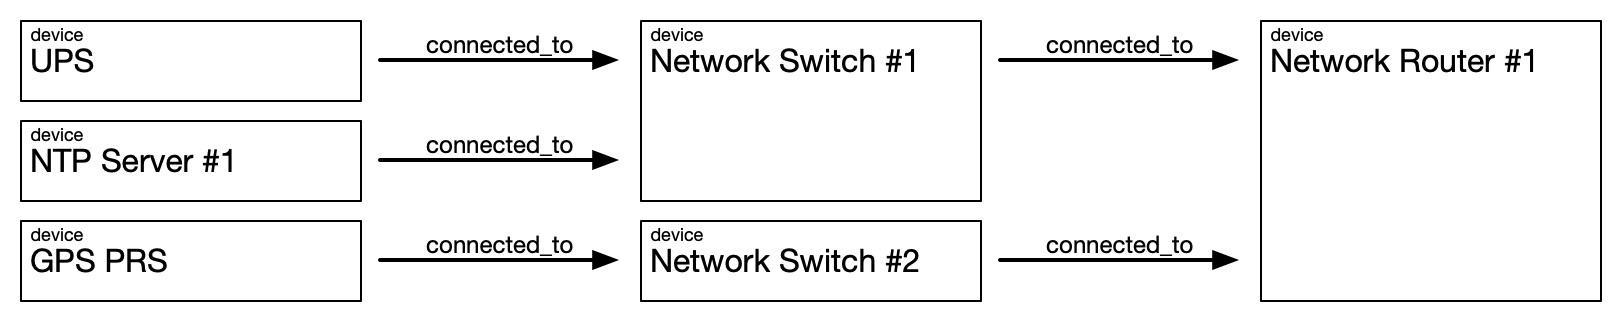 device
UPS
connected_to
device
Network Switch #1
connected_to
device
Network Router #1
device
NTP Server #1
connected_to
device
GPS PRS
connected_to
device
Network Switch #2
connected_to